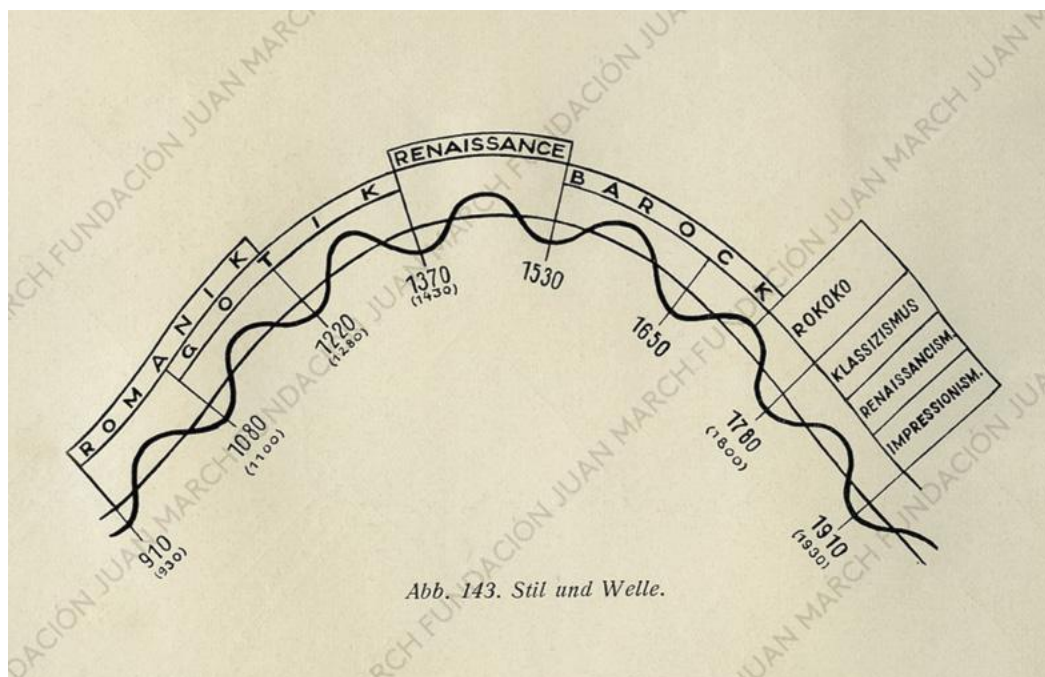 ROMANIK
GOTIK
RENAISSANCE
BAROCK
ROKOKO
KLASSIZISMUS
RENAISSANCISM.
IMPRESSIONISM.
910
(930)
1080
(1100)
1220
(1280)
1370
(1430)
1530
1650
1780
(1800)
1910
(1930)
Abb. 143. Stil und Welle.
FUNDACIÓN JUAN MARCH